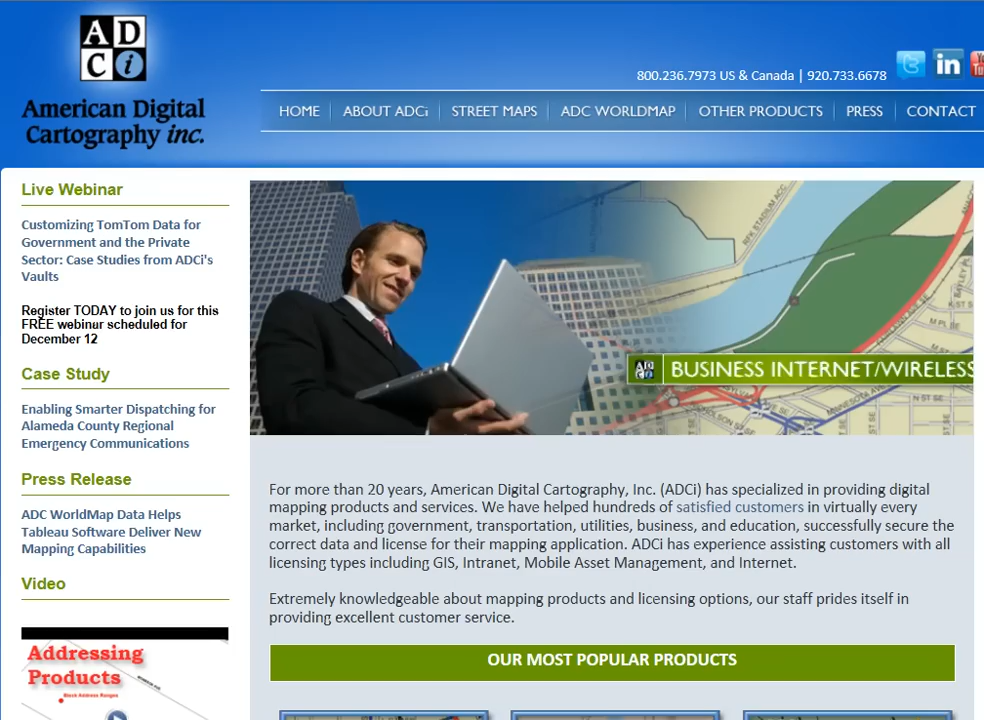 A D
C i
American Digital
Cartography inc.
800.236.7973 US & Canada | 920.733.6678
in
HOME
ABOUT ADCi
STREET MAPS
ADC WORLDMAP
OTHER PRODUCTS
PRESS
CONTACT
Live Webinar
Customizing TomTom Data for
Government and the Private
Sector: Case Studies from ADCi's
Vaults
Register TODAY to join us for this
FREE webinar scheduled for
December 12
Case Study
Enabling Smarter Dispatching for
Alameda County Regional
Emergency Communications
Press Release
ADC WorldMap Data Helps
Tableau Software Deliver New
Mapping Capabilities
Video
Addressing
Products
Block Address Ranges
RFK STADIUM ACC
BUSINESS INTERNET/WIRELESS
For more than 20 years, American Digital Cartography, Inc. (ADCi) has specialized in providing digital
mapping products and services. We have helped hundreds of satisfied customers in virtually every
market, including government, transportation, utilities, business, and education, successfully secure the
correct data and license for their mapping application. ADCi has experience assisting customers with all
licensing types including GIS, Intranet, Mobile Asset Management, and Internet.
Extremely knowledgeable about mapping products and licensing options, our staff prides itself in
providing excellent customer service.
OUR MOST POPULAR PRODUCTS